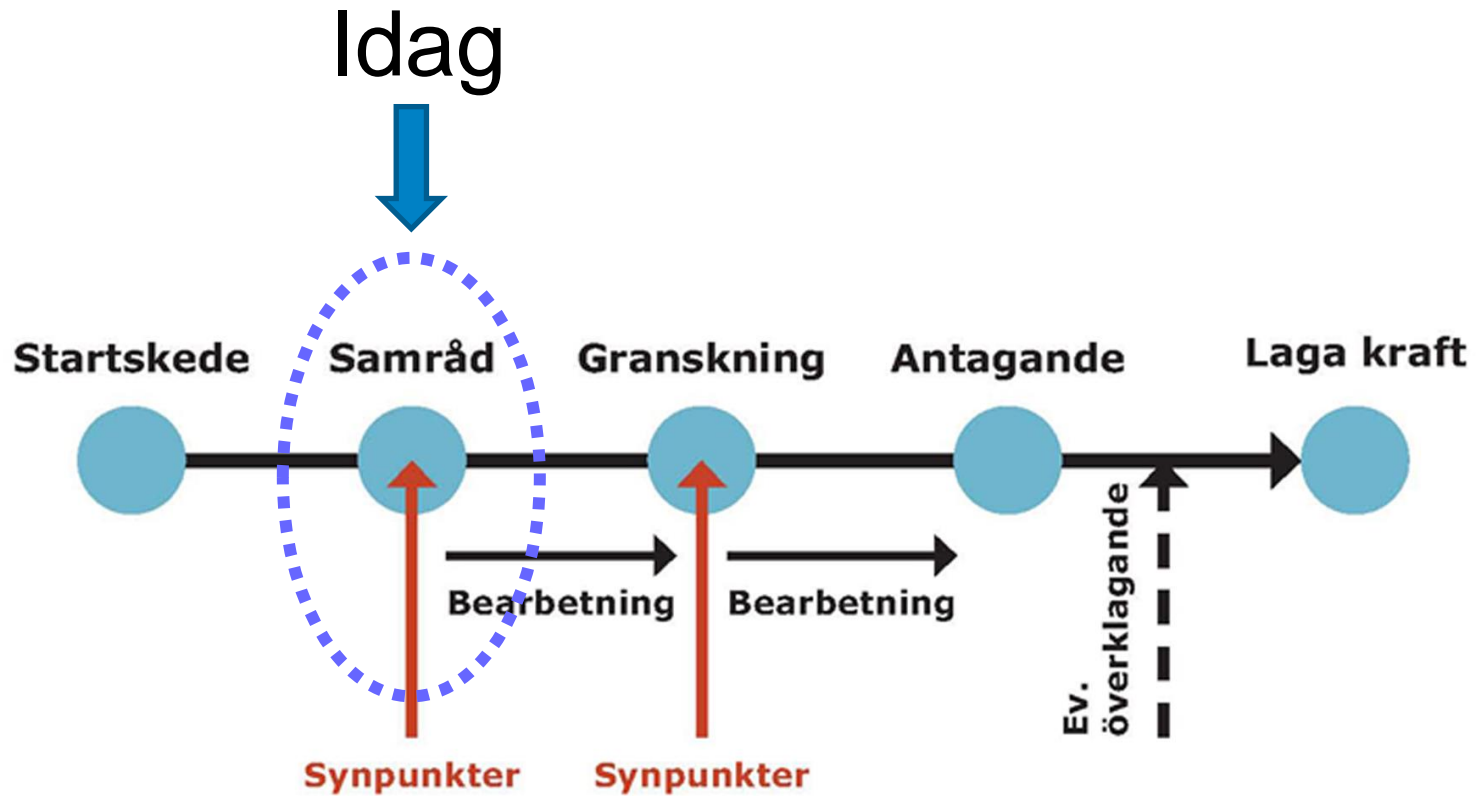 Idag
Startskede
Samråd
Granskning
Antagande
Laga kraft
Bearbetning
Bearbetning
Ev.
överklagande
Synpunkter
Synpunkter